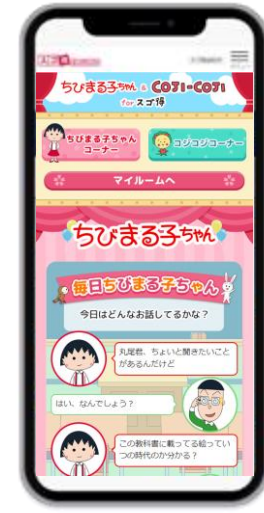 ちびまる子ちゃん & COJI-COJI
for スゴ得
ちびまる子ちゃん
コーナー
コジコジコーナー
マイルームへ
ちびまる子ちゃん
毎日ちびまる子ちゃん
今日はどんなお話してるかな?
丸尾君、ちょいと聞きたいこと
があるんだけど
はい、なんでしょう?
この教科書に載ってる絵ってい
つの時代のか分かる?